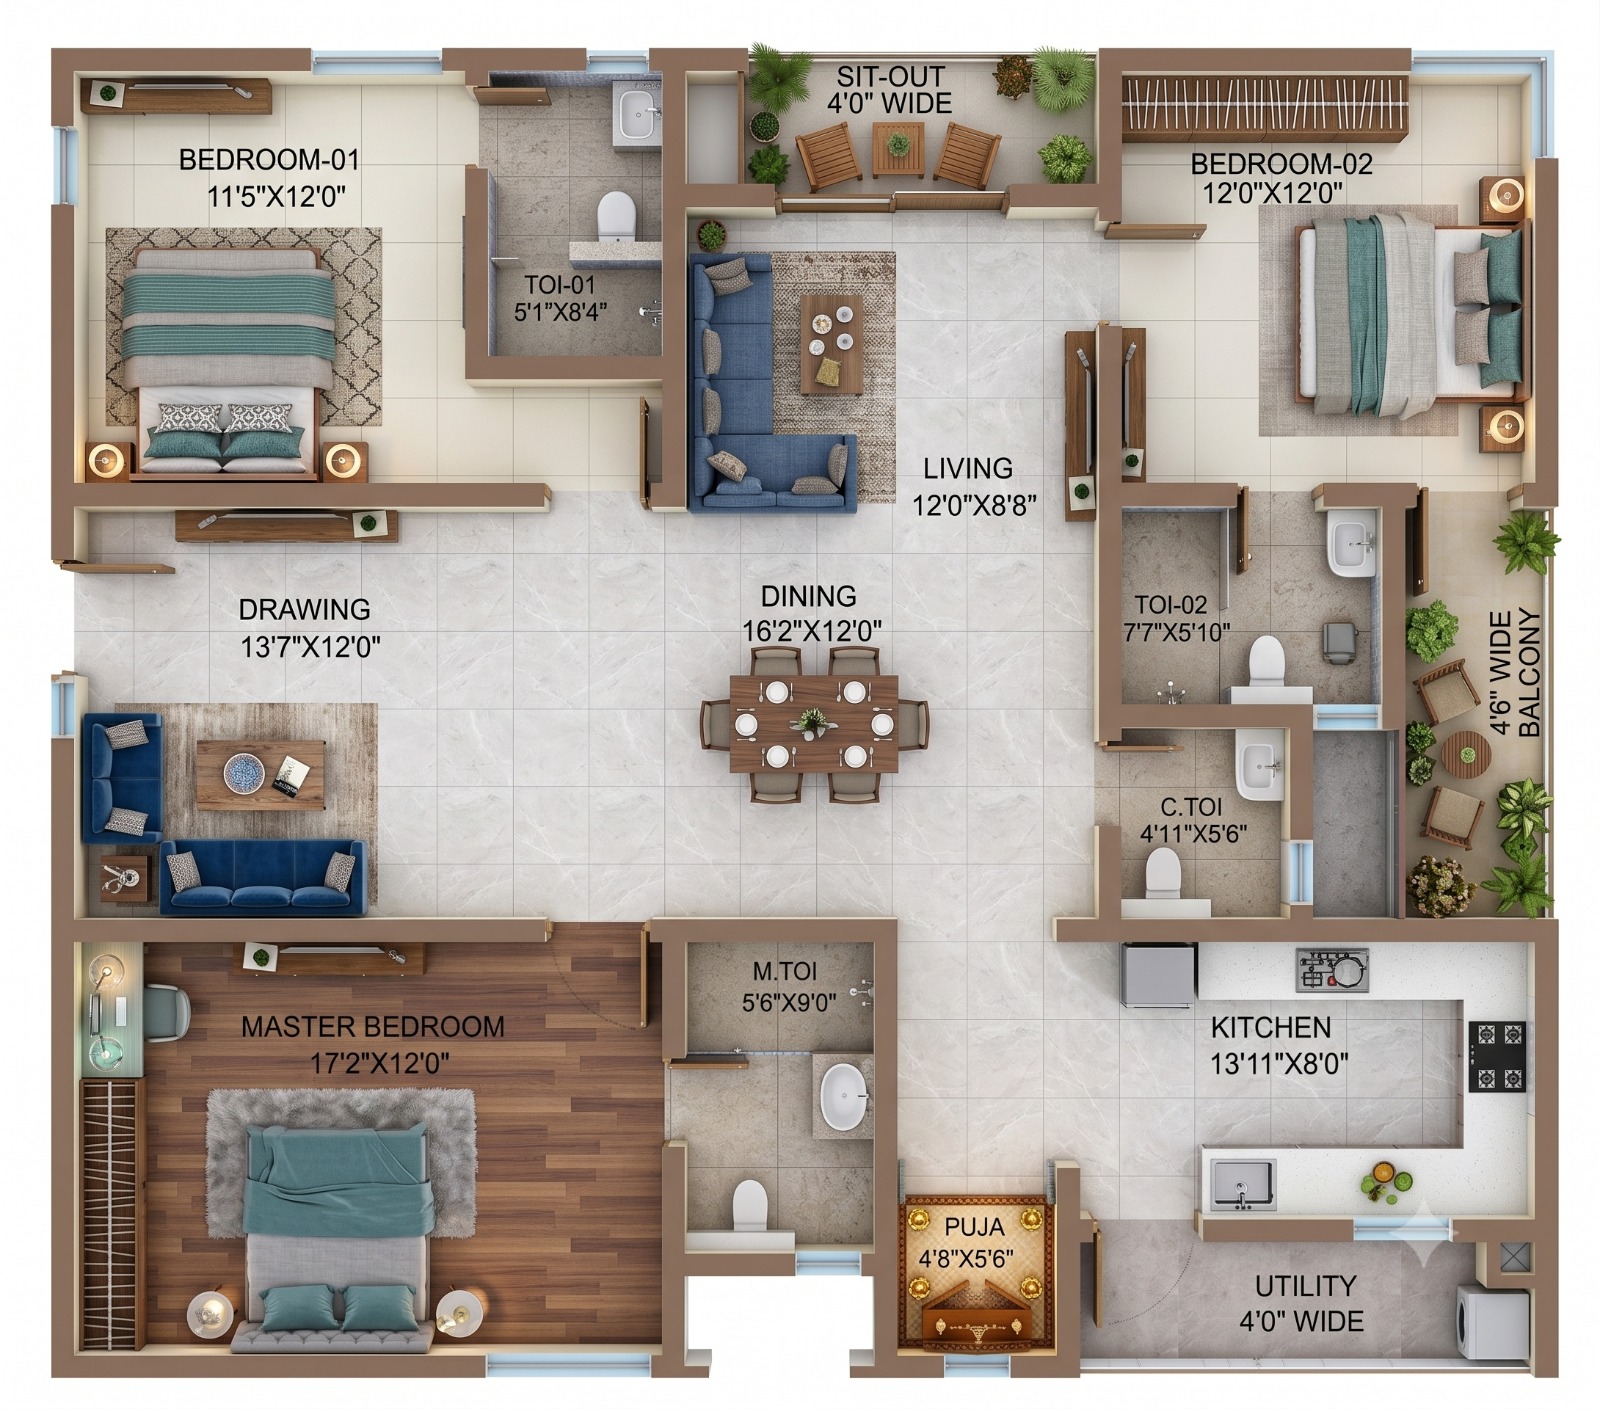 SIT-OUT
4'0" WIDE
BEDROOM-01
11'5"X12'0"
BEDROOM-02
12'0"X12'0"
TOI-01
5'1"X8'4"
LIVING
12'0"X8'8"
DRAWING
13'7"X12'0"
DINING
16'2"X12'0"
TOI-02
7'7"X5'10"
4'6" WIDE
BALCONY
C.TOI
4'11"X5'6"
M.TOI
5'6"X9'0"
MASTER BEDROOM
17'2"X12'0"
KITCHEN
13'11"X8'0"
PUJA
4'8"X5'6"
UTILITY
4'0" WIDE